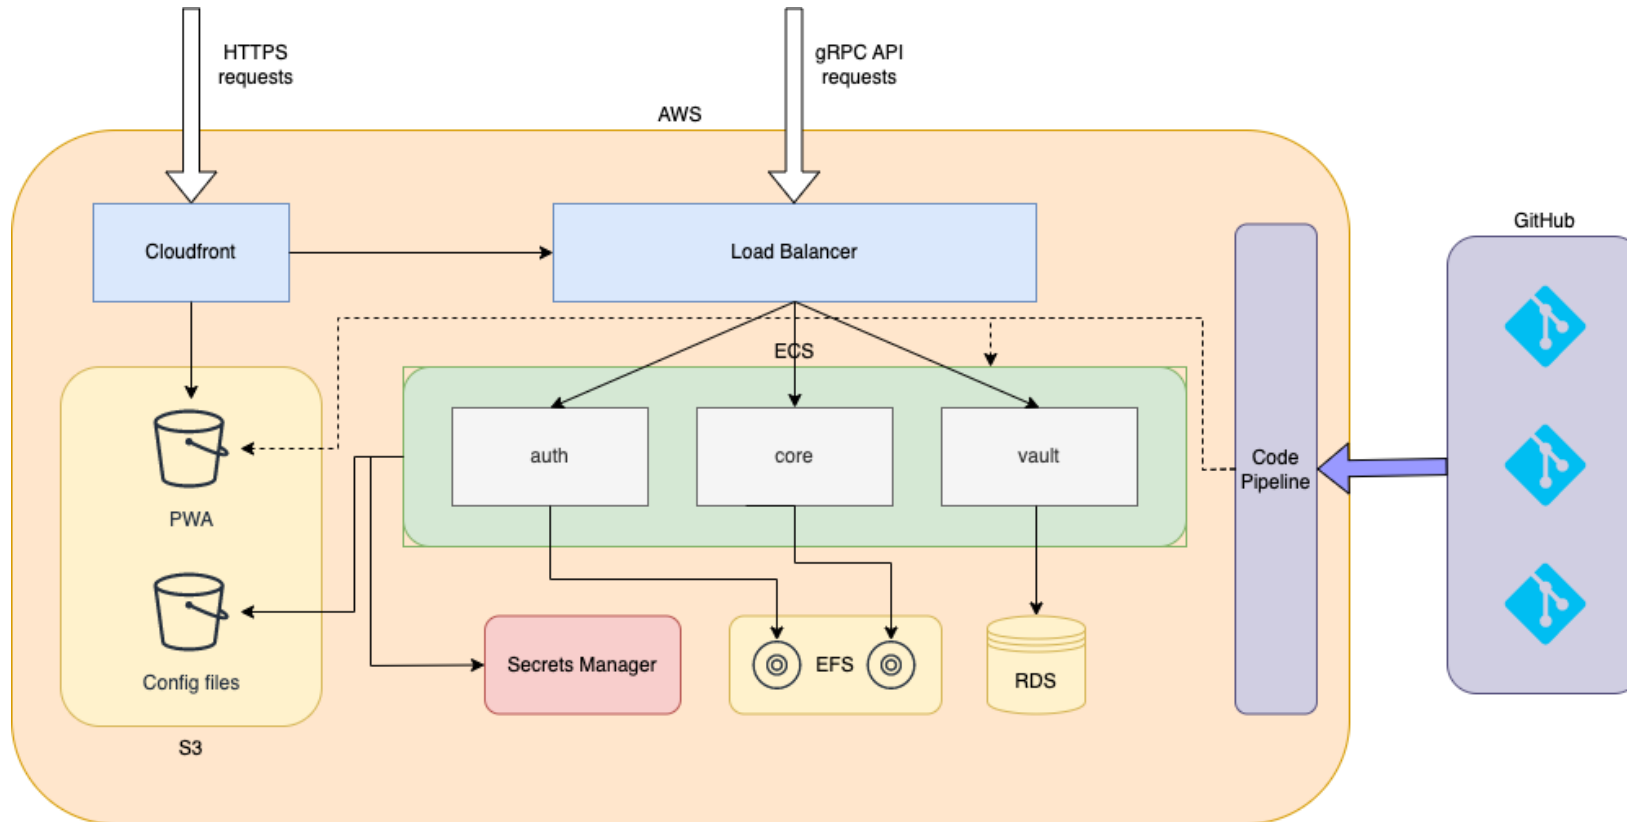 HTTPS
requests
gRPC API
requests
AWS
GitHub
Cloudfront
Load Balancer
ECS
auth
core
vault
Code
Pipeline
PWA
Config files
Secrets Manager
EFS
RDS
S3